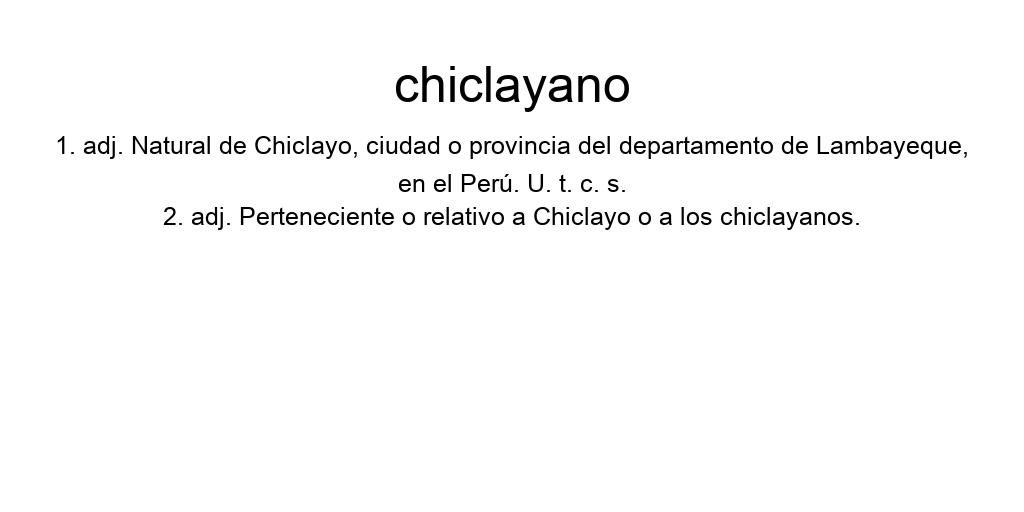 chiclayano
1. adj. Natural de Chiclayo, ciudad o provincia del departamento de Lambayeque,
en el Perú. U. t. c. s.
2. adj. Perteneciente o relativo a Chiclayo o a los chiclayanos.